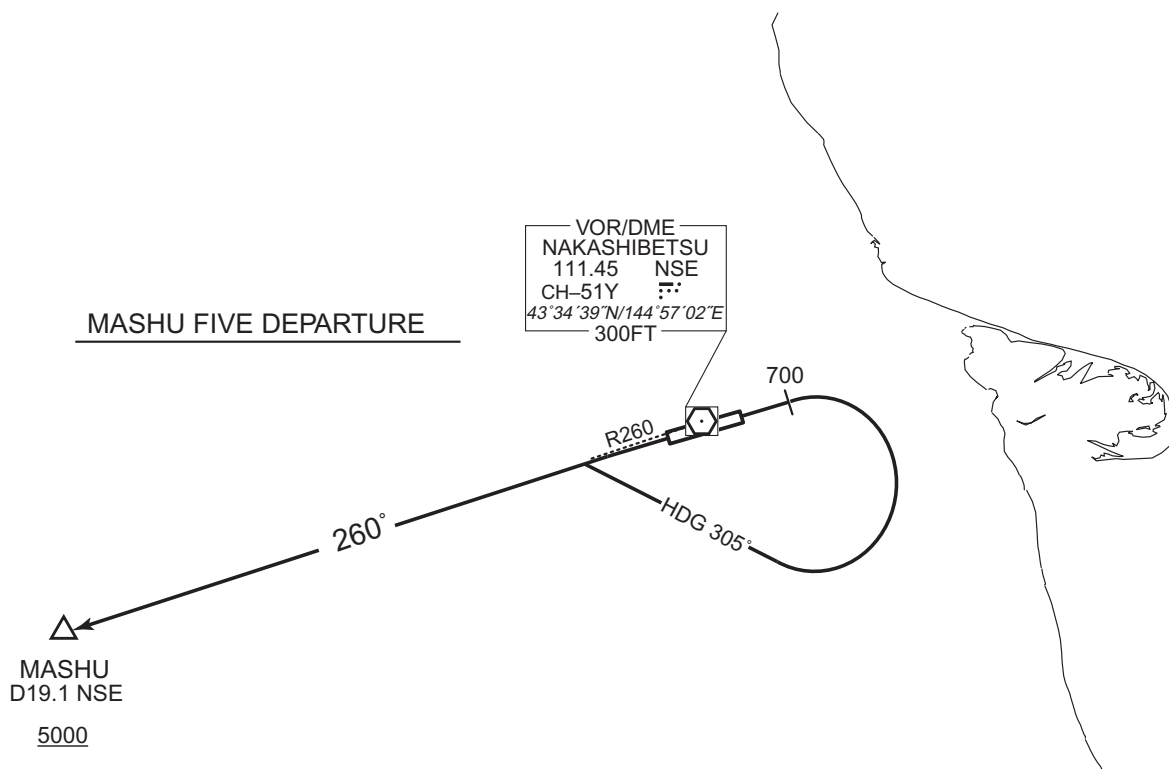 VOR/DME
NAKASHIBETSU
111.45 NSE
CH–51Y
43°34´39˝N/144°57´02˝E
300FT
MASHU FIVE DEPARTURE
700
R260
HDG 305°
260°
MASHU
D19.1 NSE
5000